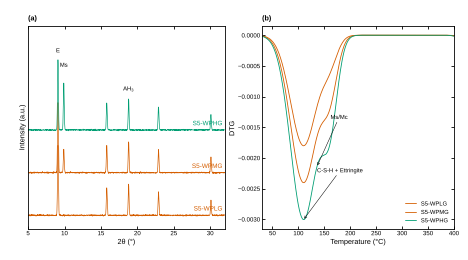 (a)
E
Ms
AH₃
S5-WPHG
S5-WPMG
S5-WPLG
Intensity (a.u.)
5
10
15
20
25
30
2θ (°)
(b)
0.0000
−0.0005
−0.0010
−0.0015
−0.0020
−0.0025
−0.0030
DTG
Ms/Mc
C-S-H + Ettringite
S5-WPLG
S5-WPMG
S5-WPHG
50
100
150
200
250
300
350
400
Temperature (°C)